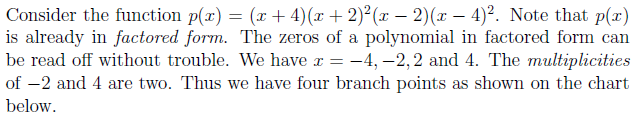 Consider the function p(x) = (x + 4)(x + 2)²(x − 2)(x − 4)². Note that p(x)
is already in factored form. The zeros of a polynomial in factored form can
be read off without trouble. We have x = −4, −2, 2 and 4. The multiplicities
of −2 and 4 are two. Thus we have four branch points as shown on the chart
below.